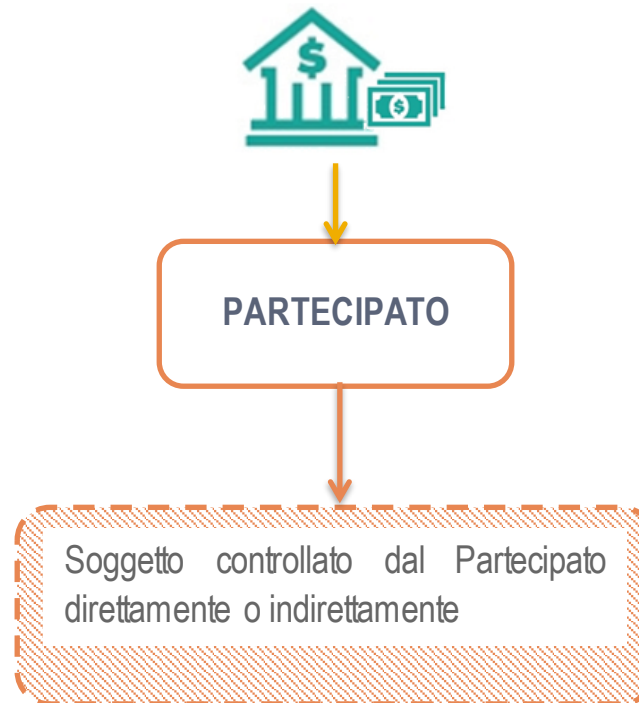 $
$
PARTECIPATO
Soggetto controllato dal Partecipato
direttamente o indirettamente